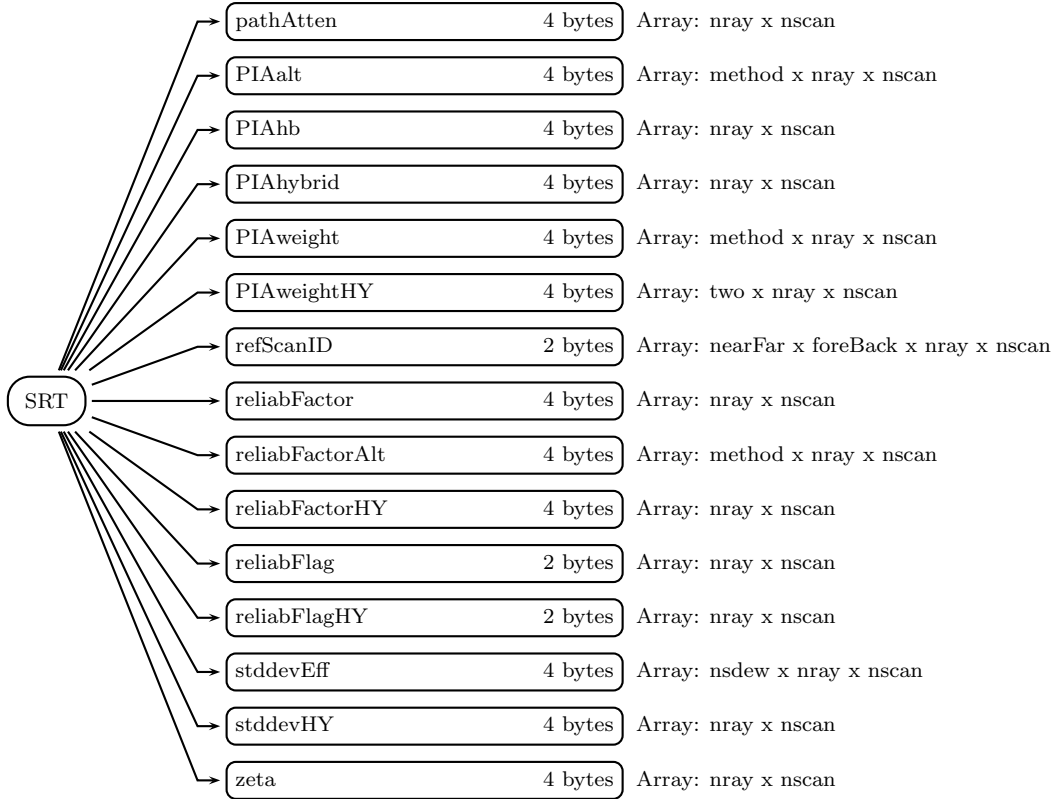 pathAtten 4 bytes Array: nray x nscan
PIAalt 4 bytes Array: method x nray x nscan
PIAhb 4 bytes Array: nray x nscan
PIAhybrid 4 bytes Array: nray x nscan
PIAweight 4 bytes Array: method x nray x nscan
PIAweightHY 4 bytes Array: two x nray x nscan
refScanID 2 bytes Array: nearFar x foreBack x nray x nscan
SRT
reliabFactor 4 bytes Array: nray x nscan
reliabFactorAlt 4 bytes Array: method x nray x nscan
reliabFactorHY 4 bytes Array: nray x nscan
reliabFlag 2 bytes Array: nray x nscan
reliabFlagHY 2 bytes Array: nray x nscan
stddevEff 4 bytes Array: nsdew x nray x nscan
stddevHY 4 bytes Array: nray x nscan
zeta 4 bytes Array: nray x nscan